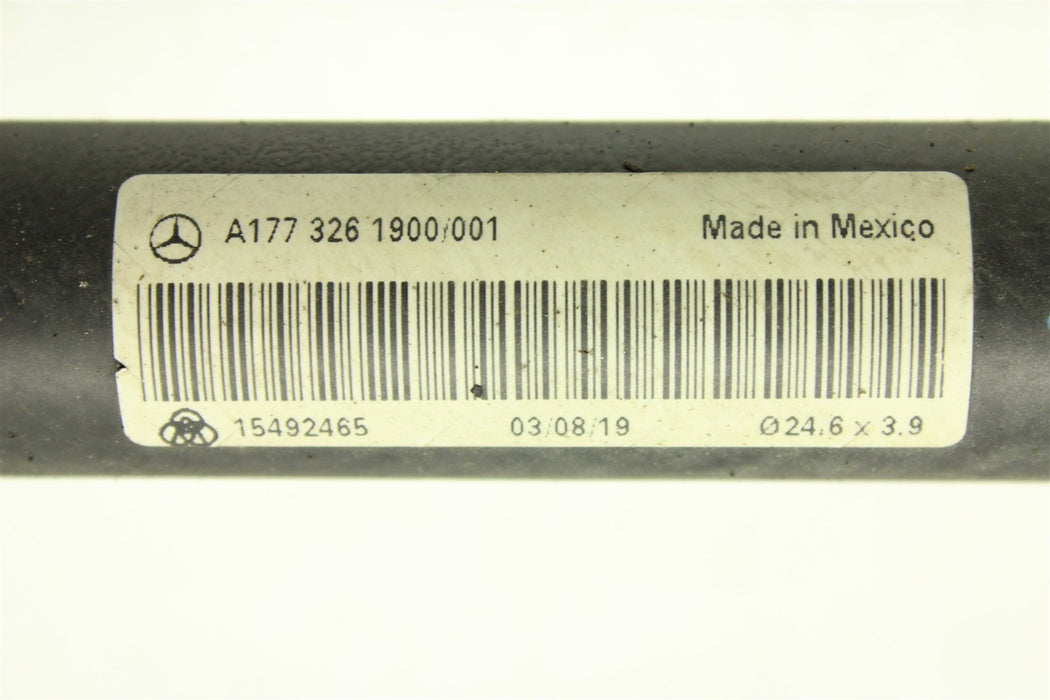 A177 326 1900/001 Made in Mexico
15492465 03/08/19 Ø24.6 x 3.9